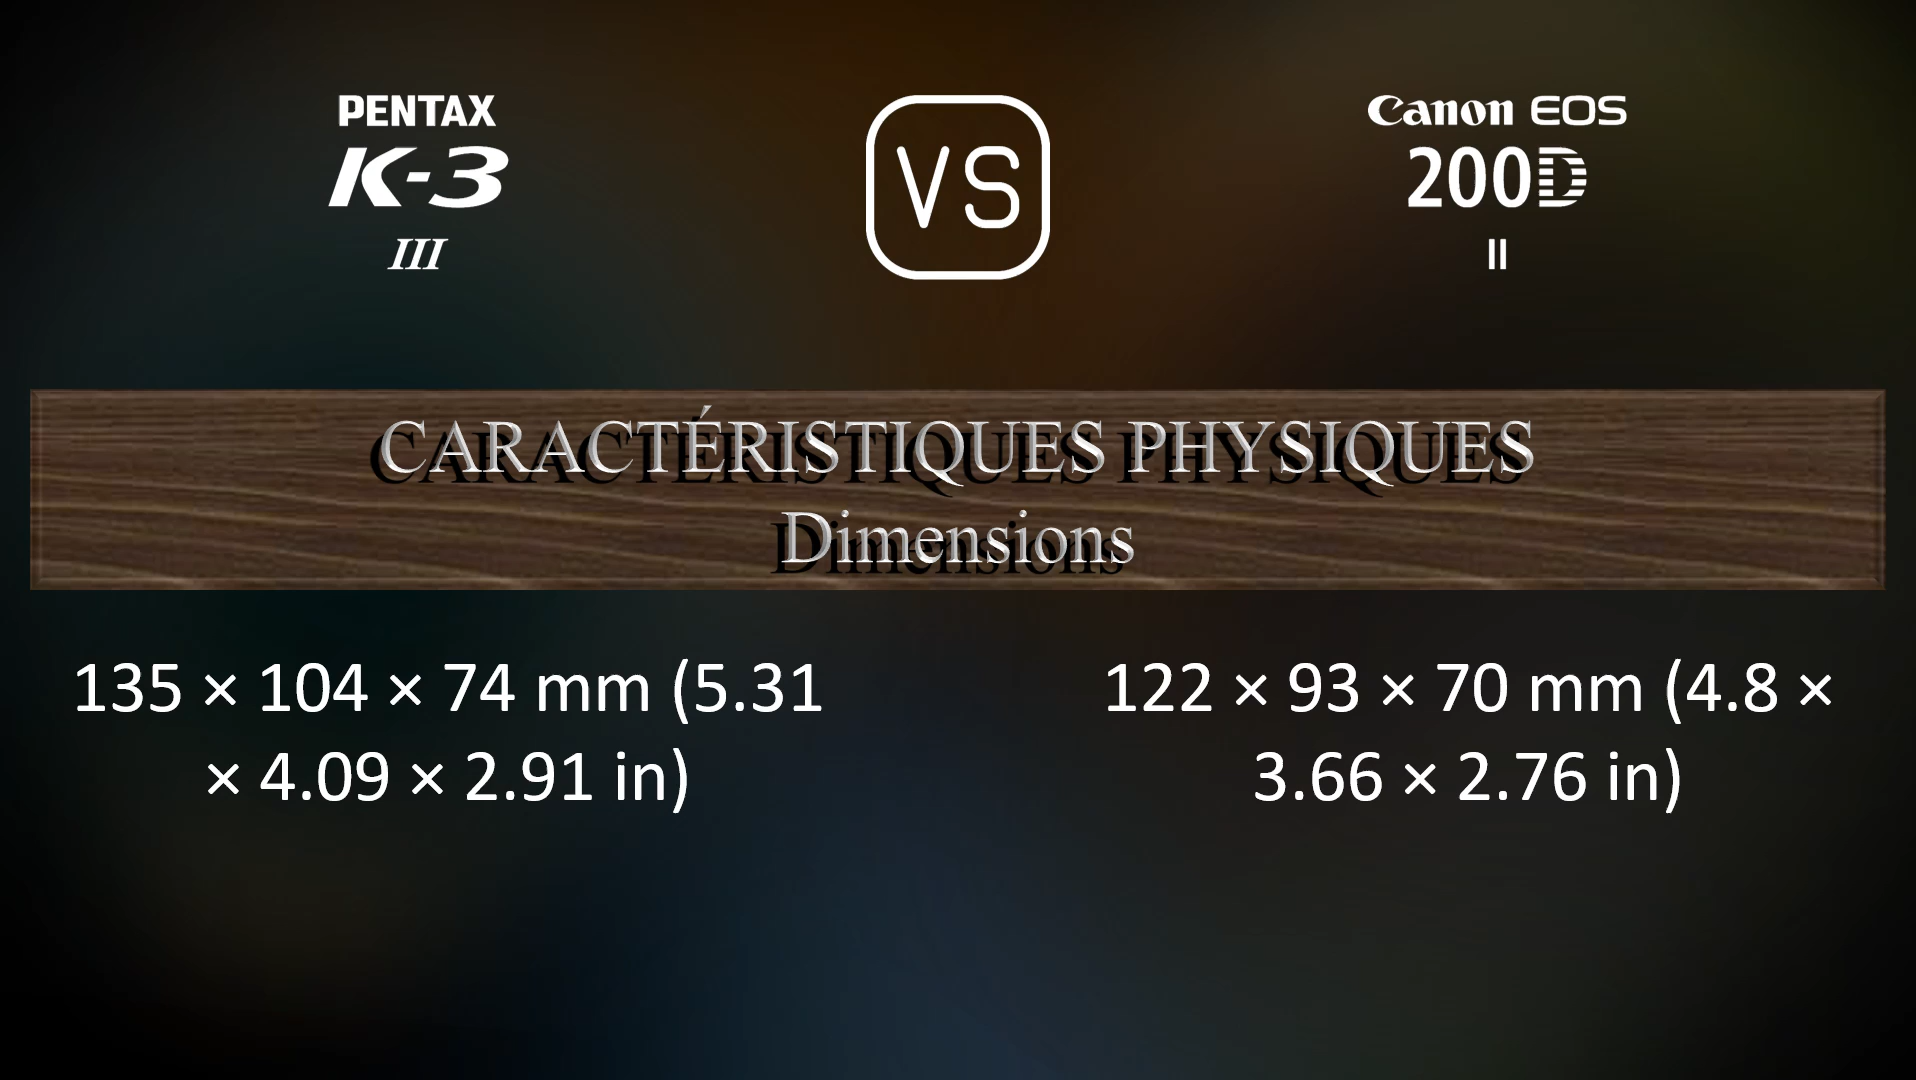 PENTAX
K-3
III
VS
Canon EOS
200D
II
CARACTÉRISTIQUES PHYSIQUES
Dimensions
135 × 104 × 74 mm (5.31
× 4.09 × 2.91 in)
122 × 93 × 70 mm (4.8 ×
3.66 × 2.76 in)